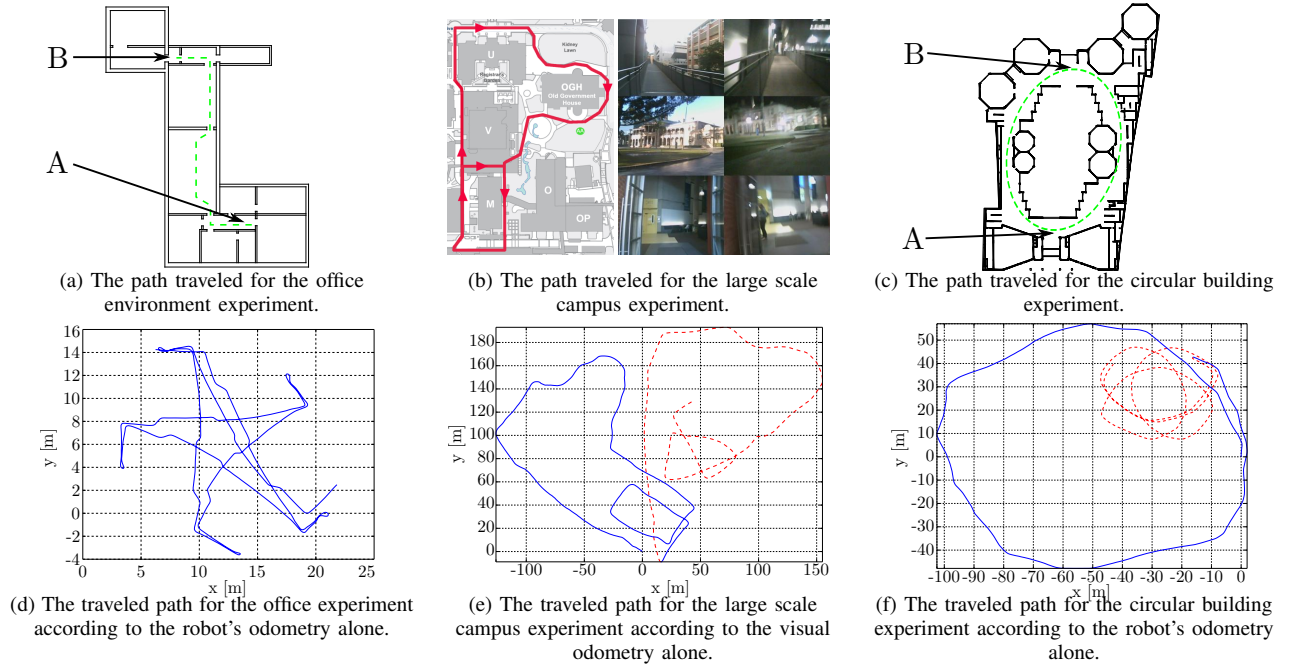 B
A
(a) The path traveled for the office
environment experiment.
U
Registrar's
Garden
Kidney
Lawn
OGH
Old Government
House
V
M
O
OP
(b) The path traveled for the large scale
campus experiment.
B
A
(c) The path traveled for the circular building
experiment.
16
14
12
10
8
6
4
2
0
-2
-4
y [m]
0 5 10 15 20 25
x [m]
(d) The traveled path for the office experiment
according to the robot's odometry alone.
180
160
140
120
100
80
60
40
20
0
y [m]
-100 -50 0 50 100 150
x [m]
(e) The traveled path for the large scale
campus experiment according to the visual
odometry alone.
50
40
30
20
10
0
-10
-20
-30
-40
y [m]
-100 -90 -80 -70 -60 -50 -40 -30 -20 -10 0
x [m]
(f) The traveled path for the circular building
experiment according to the robot's odometry
alone.